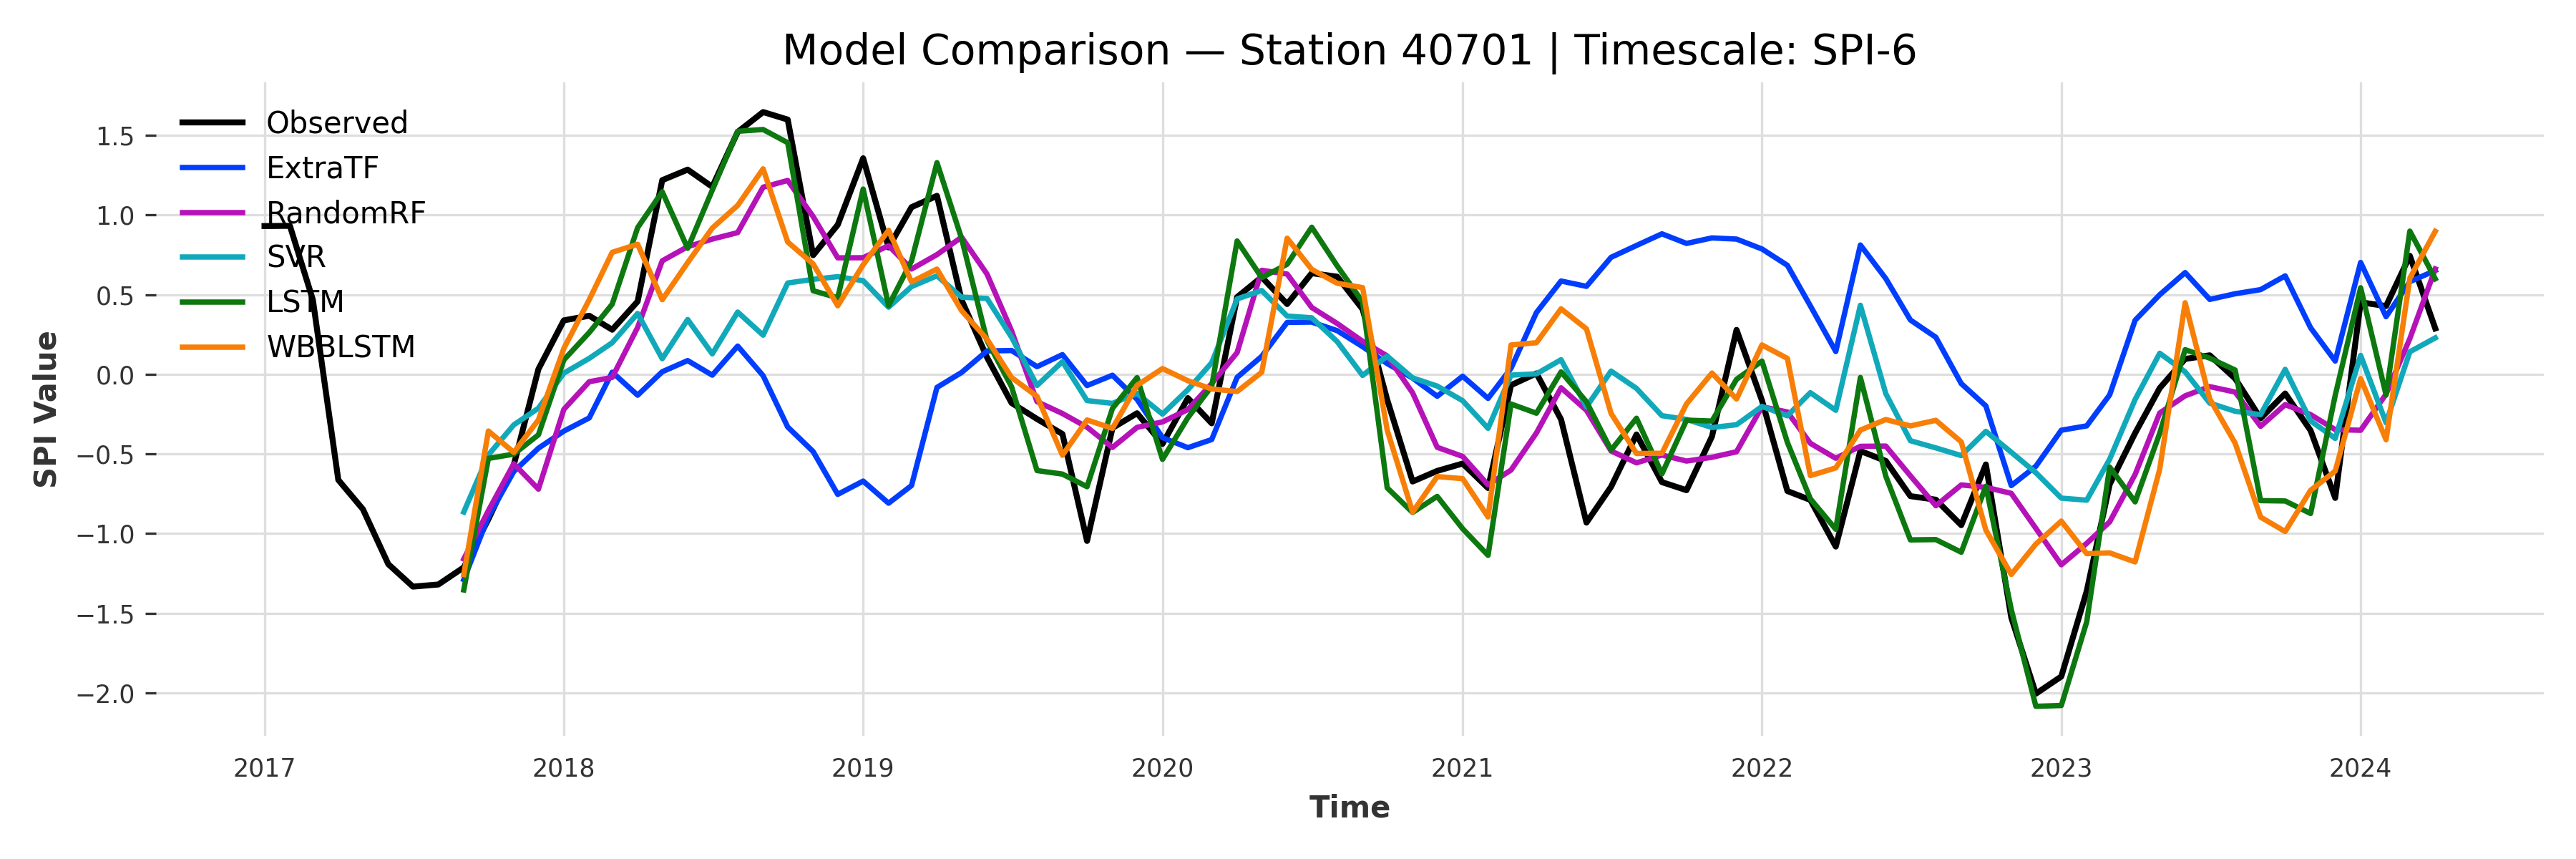 Model Comparison — Station 40701 | Timescale: SPI-6
Observed
ExtraTF
RandomRF
SVR
LSTM
WBBLSTM
SPI Value
1.5
1.0
0.5
0.0
−0.5
−1.0
−1.5
−2.0
2017 2018 2019 2020 2021 2022 2023 2024
Time